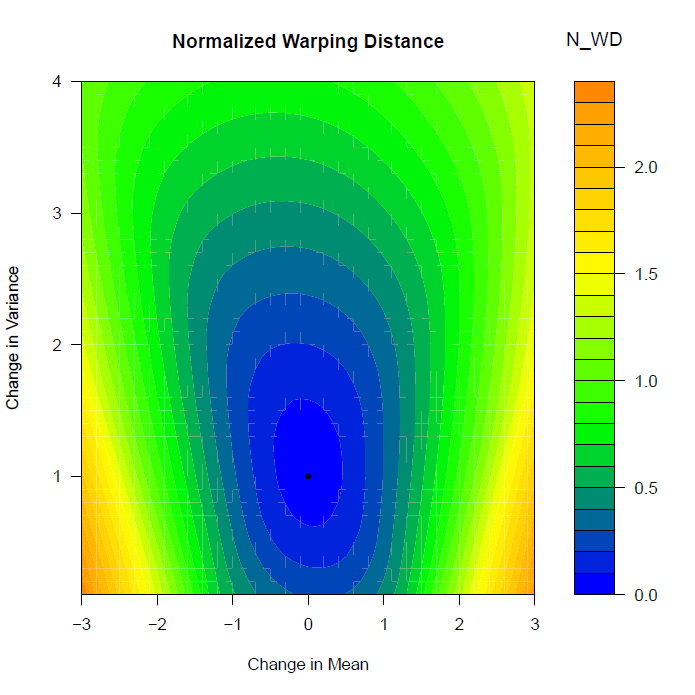 Normalized Warping Distance
N_WD
Change in Variance
4
3
2
1
−3 −2 −1 0 1 2 3
Change in Mean
2.0
1.5
1.0
0.5
0.0